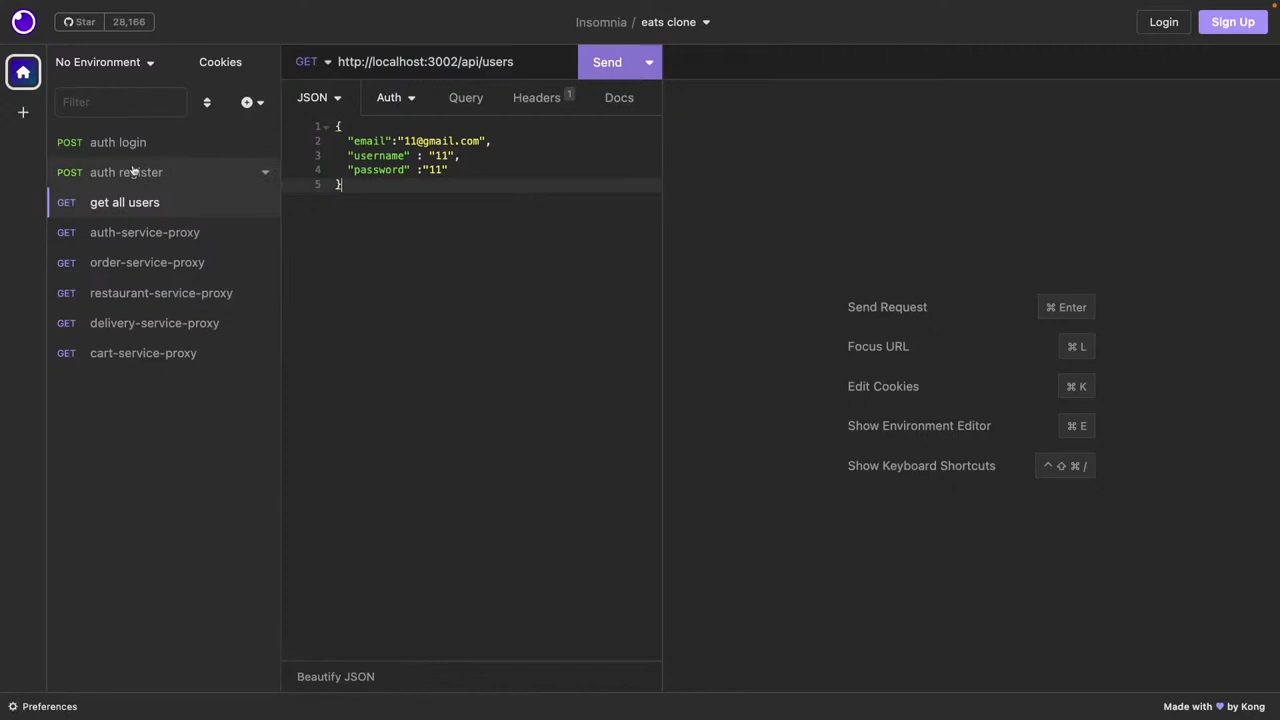 Star 28,166
Insomnia / eats clone
Login
Sign Up
No Environment
Cookies
Filter
POST auth login
POST auth register
GET get all users
GET auth-service-proxy
GET order-service-proxy
GET restaurant-service-proxy
GET delivery-service-proxy
GET cart-service-proxy
GET http://localhost:3002/api/users
Send
JSON
Auth
Query
Headers 1
Docs
1 {
2 "email":"11@gmail.com",
3 "username" : "11",
4 "password" :"11"
5 }
Beautify JSON
Send Request ⌘ Enter
Focus URL ⌘ L
Edit Cookies ⌘ K
Show Environment Editor ⌘ E
Show Keyboard Shortcuts ⌃ ⇧ ⌘ /
Preferences
Made with 💜 by Kong